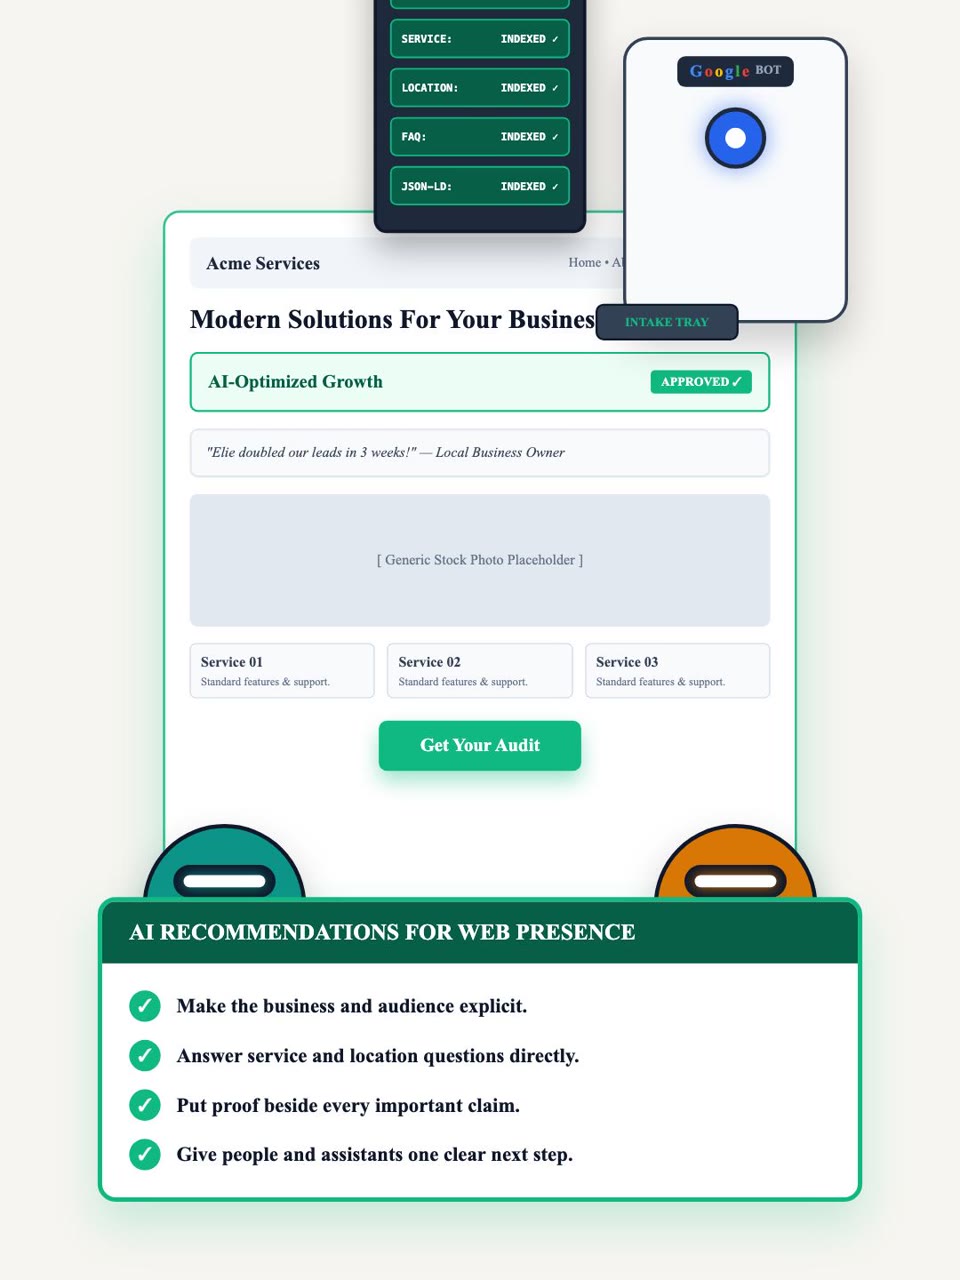 SERVICE: INDEXED ✓
LOCATION: INDEXED ✓
FAQ: INDEXED ✓
JSON-LD: INDEXED ✓
Google BOT
INTAKE TRAY
Acme Services
Home •
Modern Solutions For Your Busines
AI-Optimized Growth
APPROVED ✓
"Elie doubled our leads in 3 weeks!" — Local Business Owner
[ Generic Stock Photo Placeholder ]
Service 01
Standard features & support.
Service 02
Standard features & support.
Service 03
Standard features & support.
Get Your Audit
AI RECOMMENDATIONS FOR WEB PRESENCE
✓ Make the business and audience explicit.
✓ Answer service and location questions directly.
✓ Put proof beside every important claim.
✓ Give people and assistants one clear next step.